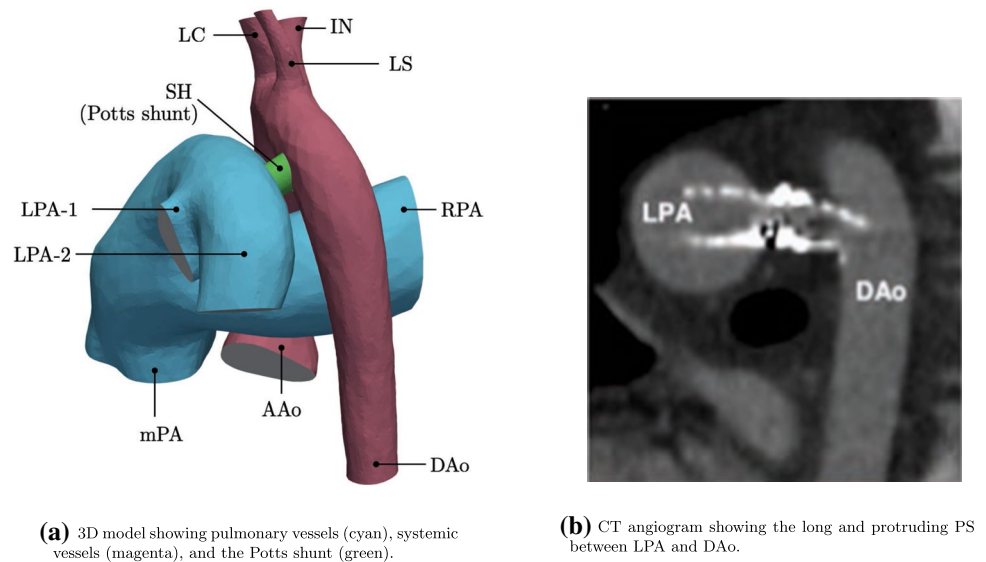 LC
IN
LS
SH
(Potts shunt)
LPA-1
RPA
LPA-2
AAo
mPA
DAo
LPA
DAo
(a) 3D model showing pulmonary vessels (cyan), systemic
vessels (magenta), and the Potts shunt (green).
(b) CT angiogram showing the long and protruding PS
between LPA and DAo.